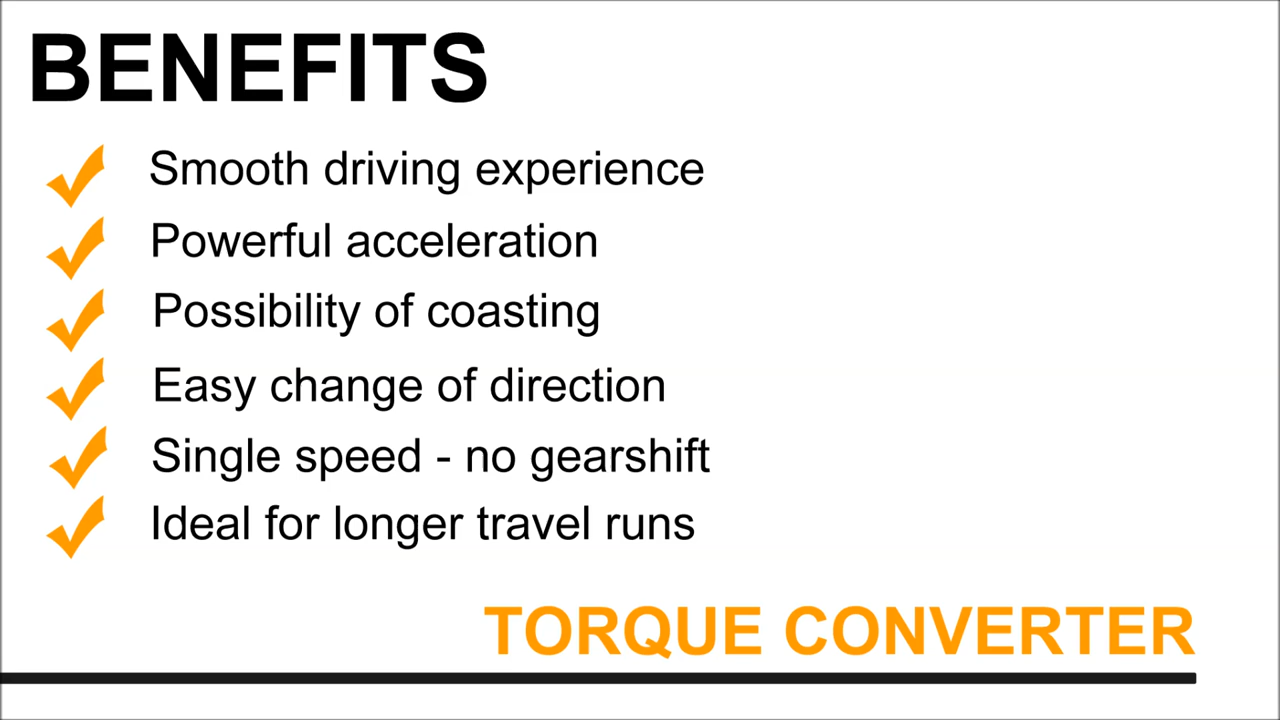 BENEFITS
Smooth driving experience
Powerful acceleration
Possibility of coasting
Easy change of direction
Single speed - no gearshift
Ideal for longer travel runs
TORQUE CONVERTER